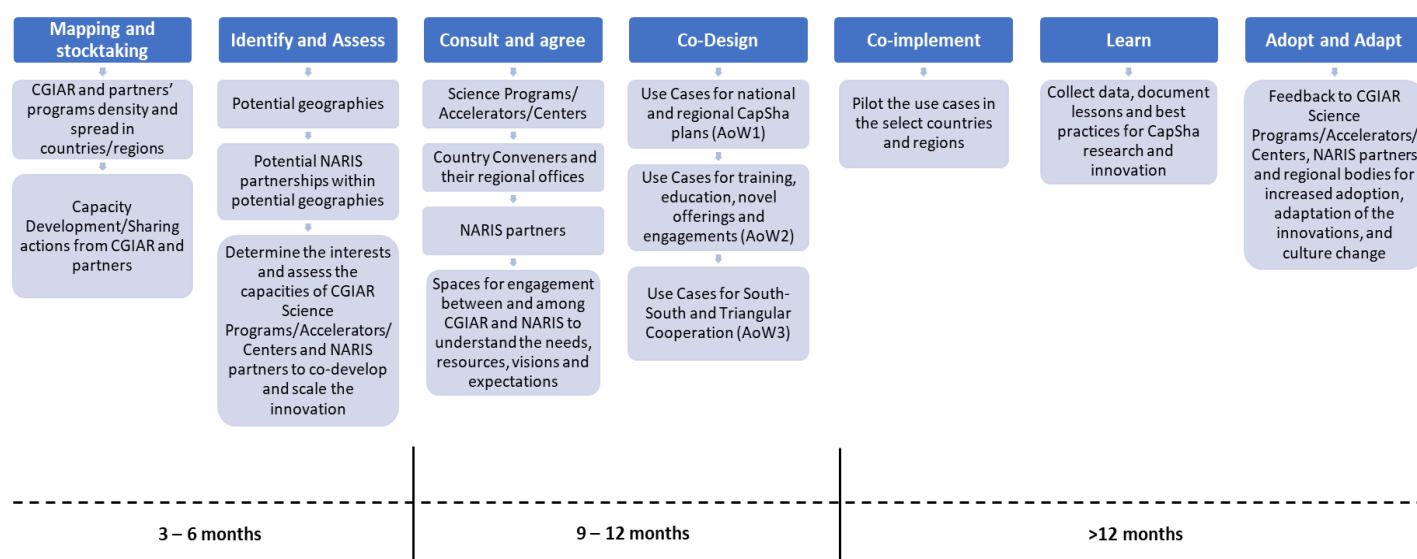 Mapping and
stocktaking
CGIAR and partners'
programs density and
spread in
countries/regions
Capacity
Development/Sharing
actions from CGIAR and
partners
Identify and Assess
Potential geographies
Potential NARIS
partnerships within
potential geographies
Determine the interests
and assess the
capacities of CGIAR
Science
Programs/Accelerators/
Centers and NARIS
partners to co-develop
and scale the
innovation
Consult and agree
Science Programs/
Accelerators/Centers
Country Conveners and
their regional offices
NARIS partners
Spaces for engagement
between and among
CGIAR and NARIS to
understand the needs,
resources, visions and
expectations
Co-Design
Use Cases for national
and regional CapSha
plans (AoW1)
Use Cases for training,
education, novel
offerings and
engagements (AoW2)
Use Cases for South-
South and Triangular
Cooperation (AoW3)
Co-implement
Pilot the use cases in
the select countries
and regions
Learn
Collect data, document
lessons and best
practices for CapSha
research and
innovation
Adopt and Adapt
Feedback to CGIAR
Science
Programs/Accelerators/
Centers, NARIS partners
and regional bodies for
increased adoption,
adaptation of the
innovations, and
culture change
3 – 6 months
9 – 12 months
>12 months